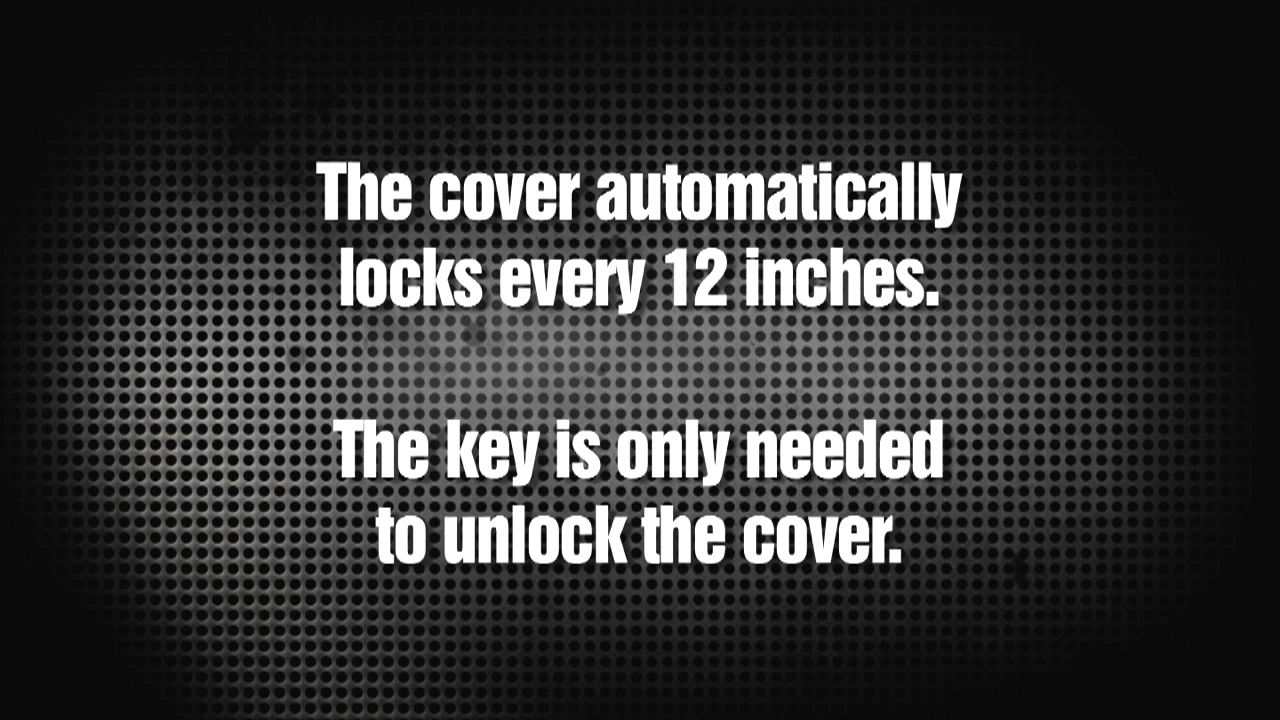 The cover automatically
locks every 12 inches.
The key is only needed
to unlock the cover.